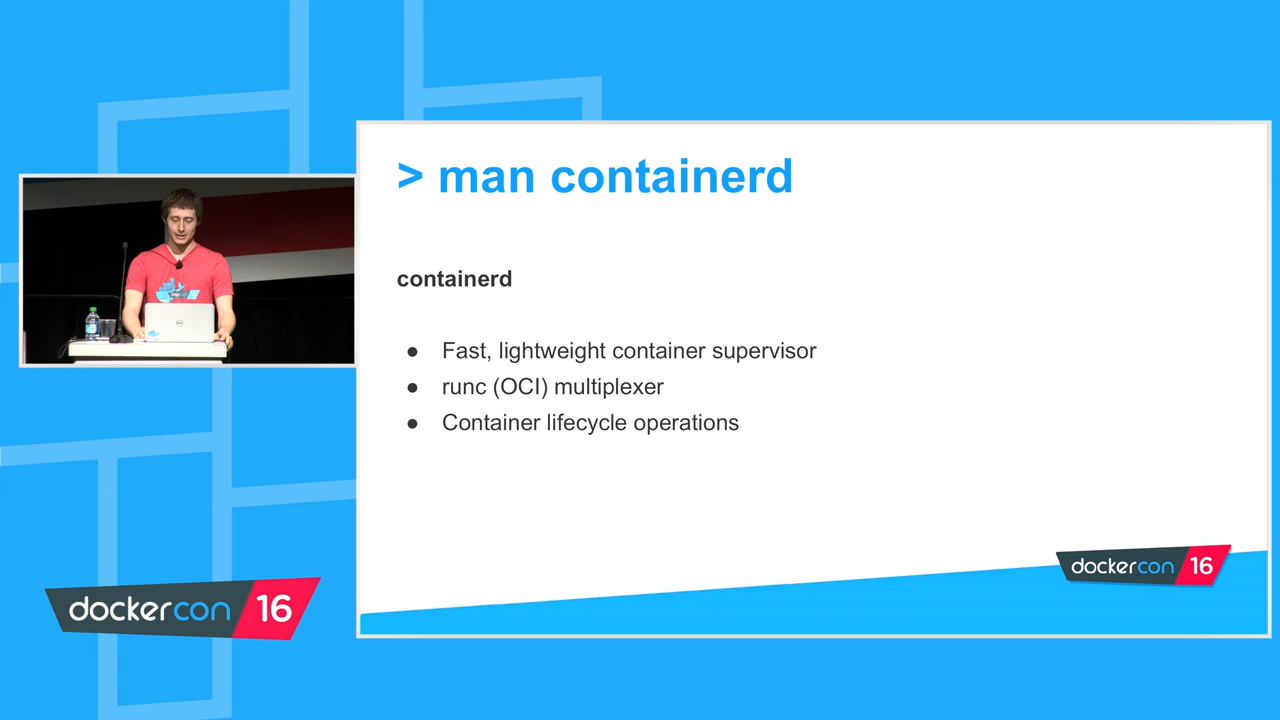 > man containerd
containerd
● Fast, lightweight container supervisor
● runc (OCI) multiplexer
● Container lifecycle operations
dockercon 16
dockercon 16